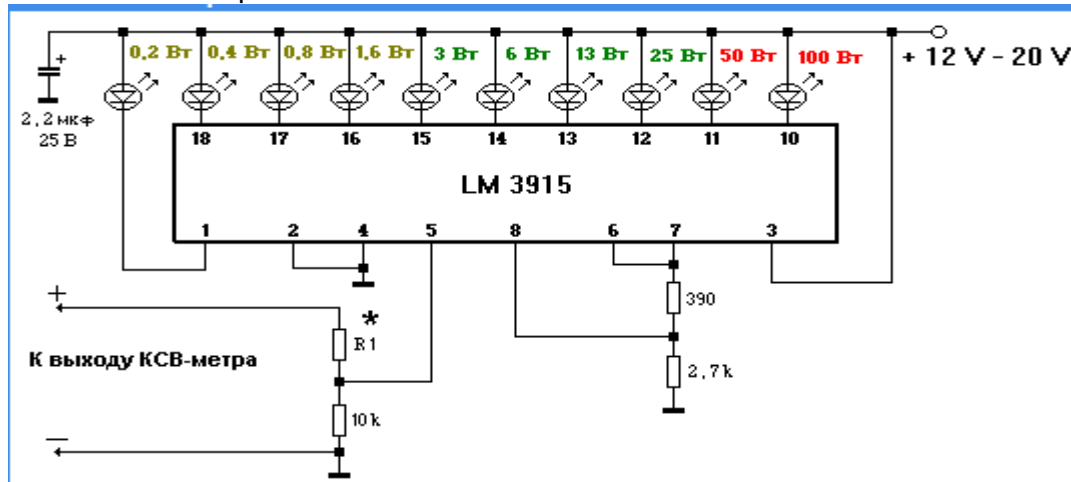 0,2 Вт 0,4 Вт 0,8 Вт 1,6 Вт 3 Вт 6 Вт 13 Вт 25 Вт 50 Вт 100 Вт
+ 12 V - 20 V
+
2,2 мкф
25 В
18 17 16 15 14 13 12 11 10
LM 3915
1 2 4 5 8 6 7 3
+
*
R1
390
К выходу КСВ-метра
2,7k
10k
—